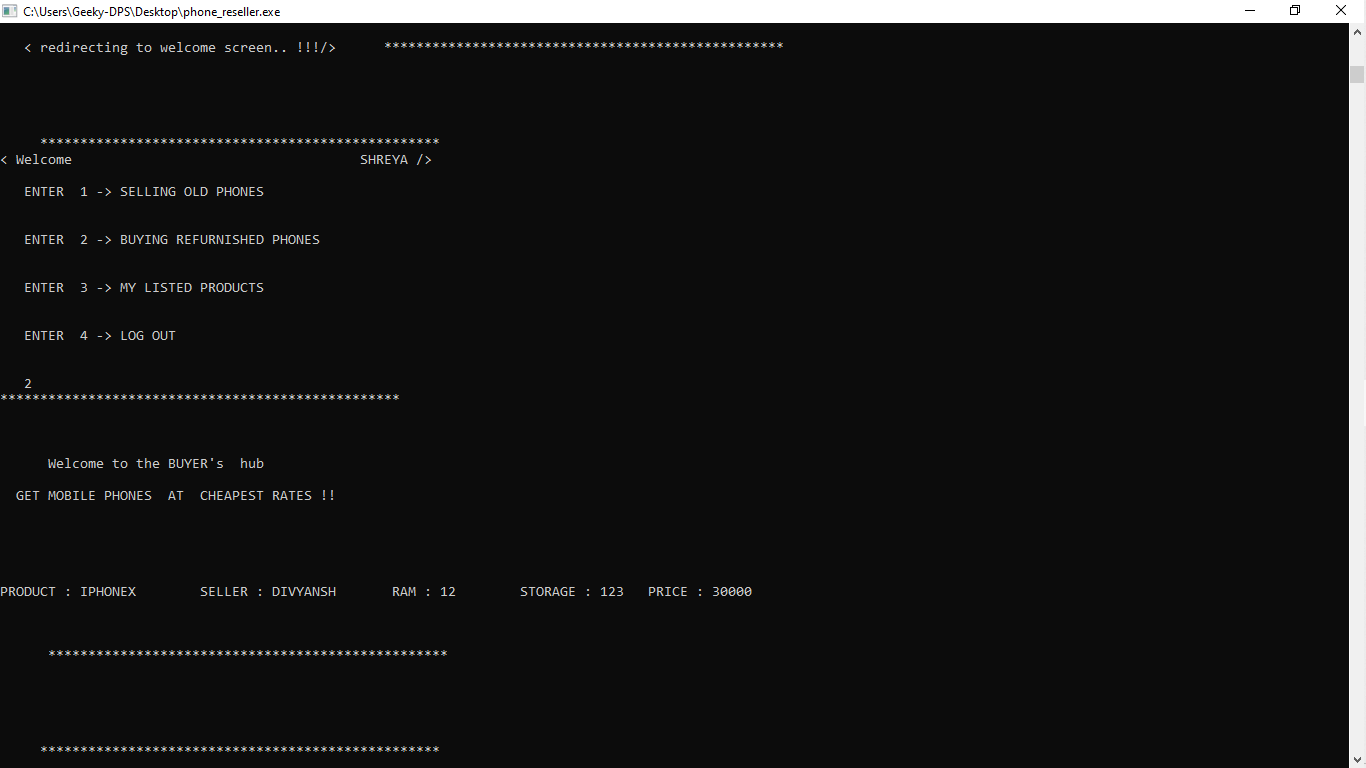 C:\Users\Geeky-DPS\Desktop\phone_reseller.exe
< redirecting to welcome screen.. !!!/> **************************************************
**************************************************
< Welcome SHREYA />
ENTER 1 -> SELLING OLD PHONES
ENTER 2 -> BUYING REFURNISHED PHONES
ENTER 3 -> MY LISTED PRODUCTS
ENTER 4 -> LOG OUT
2
**************************************************
Welcome to the BUYER's hub
GET MOBILE PHONES AT CHEAPEST RATES !!
PRODUCT : IPHONEX SELLER : DIVYANSH RAM : 12 STORAGE : 123 PRICE : 30000
**************************************************
**************************************************